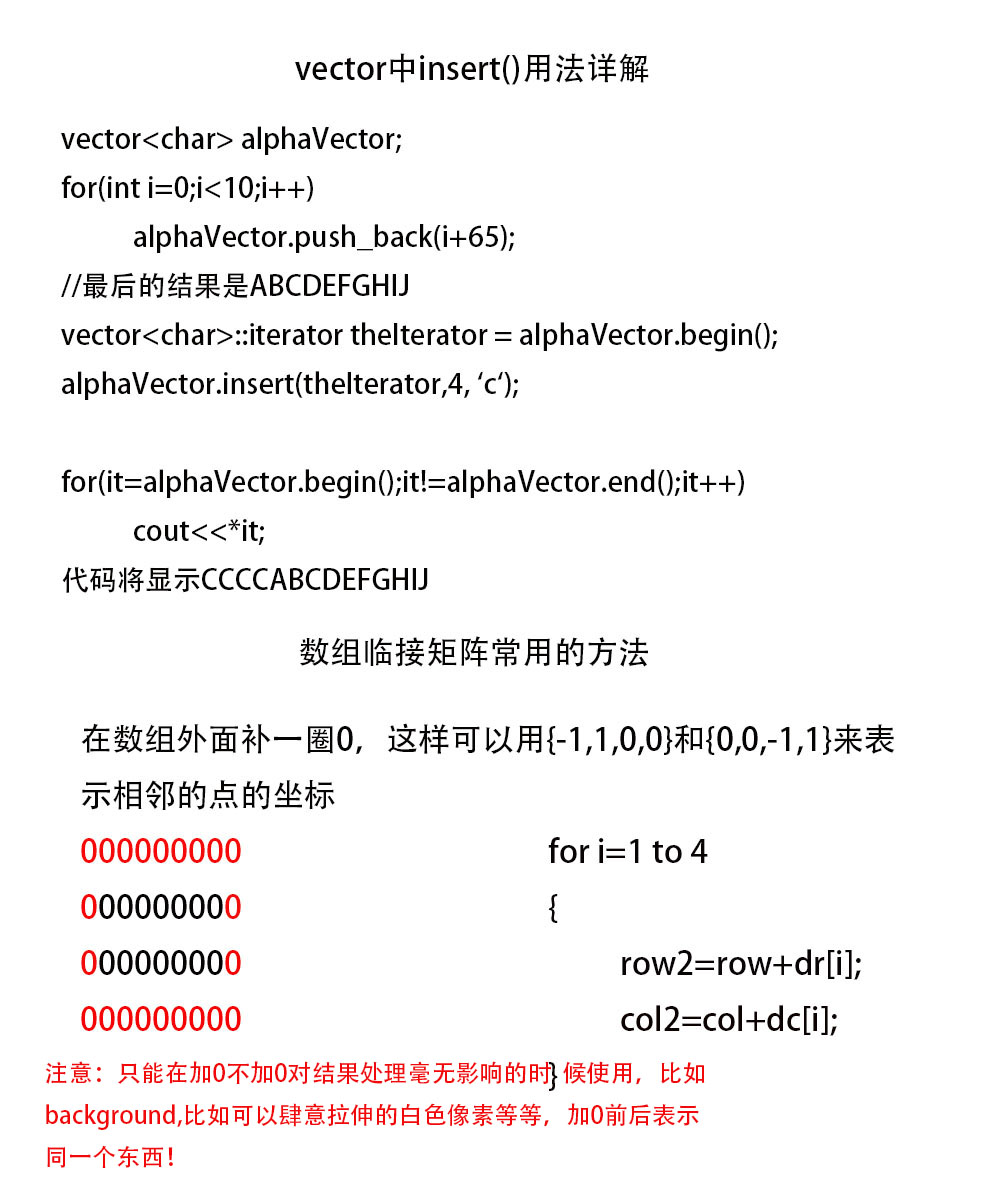 vector中insert()用法详解
vector<char> alphaVector;
for(int i=0;i<10;i++)
alphaVector.push_back(i+65);
//最后的结果是ABCDEFGHIJ
vector<char>::iterator theIterator = alphaVector.begin();
alphaVector.insert(theIterator,4, ‘c‘);
for(it=alphaVector.begin();it!=alphaVector.end();it++)
cout<<*it;
代码将显示CCCCABCDEFGHIJ
数组临接矩阵常用的方法
在数组外面补一圈0，这样可以用{-1,1,0,0}和{0,0,-1,1}来表
示相邻的点的坐标
000000000
000000000
000000000
000000000
for i=1 to 4
{
row2=row+dr[i];
col2=col+dc[i];
}
注意：只能在加0不加0对结果处理毫无影响的时候使用，比如
background,比如可以肆意拉伸的白色像素等等，加0前后表示
同一个东西！